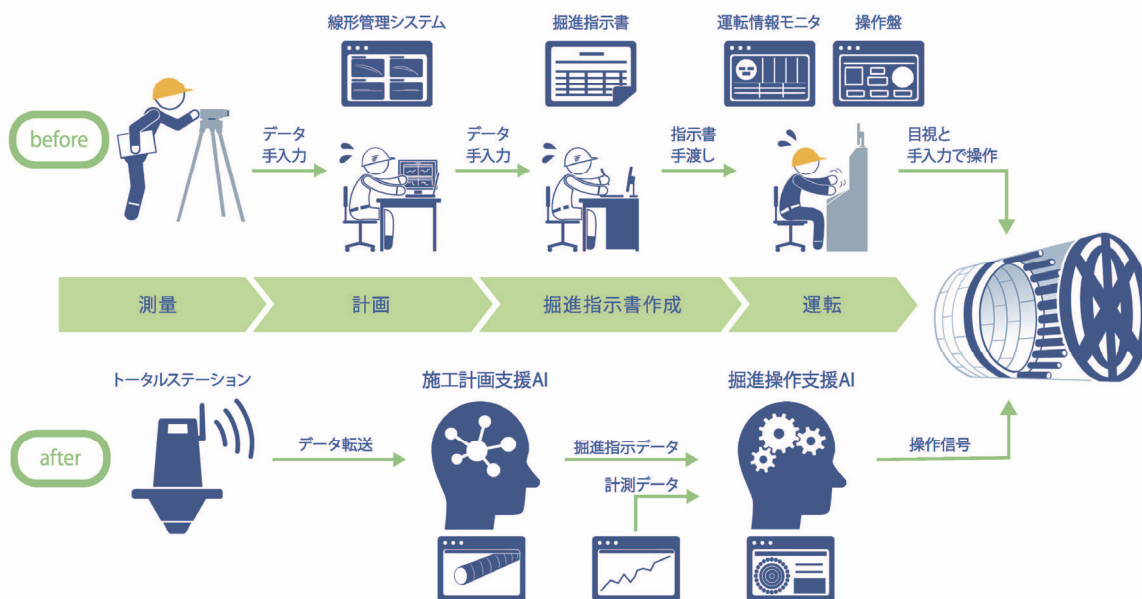 線形管理システム
掘進指示書
運転情報モニタ
操作盤
before
データ
手入力
データ
手入力
指示書
手渡し
目視と
手入力で操作
測量
計画
掘進指示書作成
運転
トータルステーション
施工計画支援AI
掘進操作支援AI
after
データ転送
掘進指示データ
計測データ
操作信号